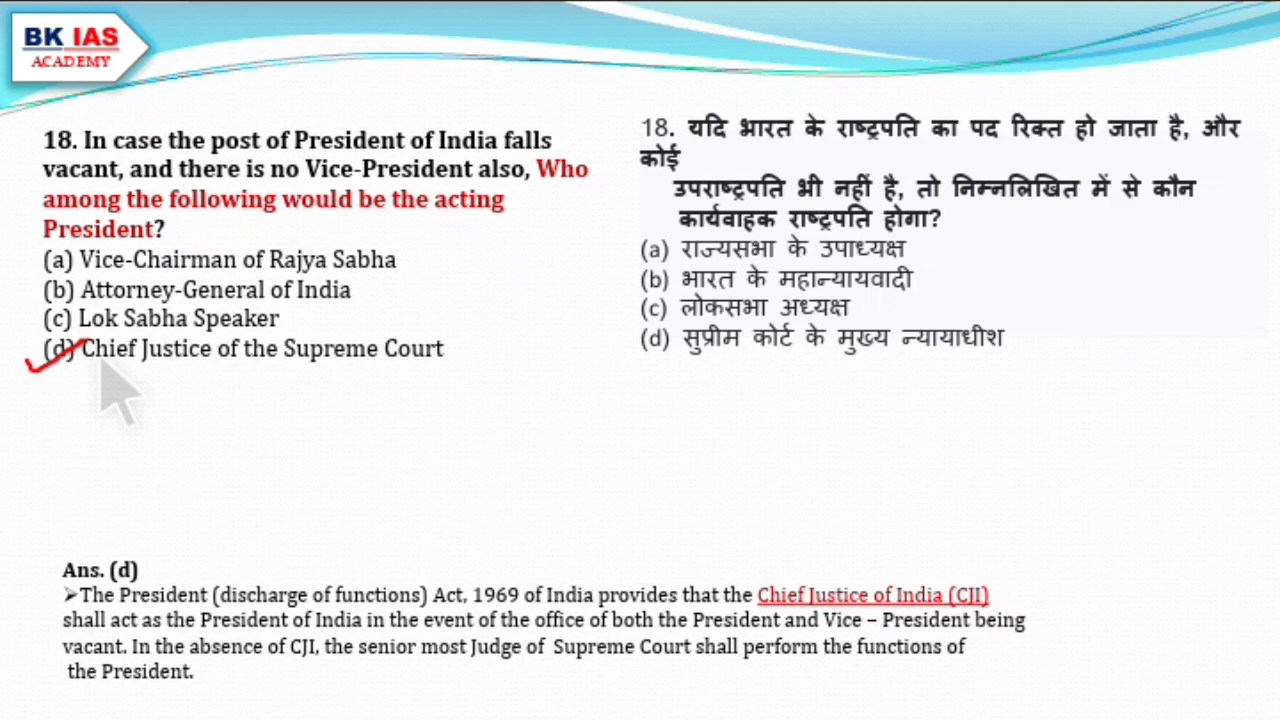 BK IAS
ACADEMY
18. In case the post of President of India falls
vacant, and there is no Vice-President also, Who
among the following would be the acting
President?
(a) Vice-Chairman of Rajya Sabha
(b) Attorney-General of India
(c) Lok Sabha Speaker
(d) Chief Justice of the Supreme Court
18. यदि भारत के राष्ट्रपति का पद रिक्त हो जाता है, और
कोई
उपराष्ट्रपति भी नहीं है, तो निम्नलिखित में से कौन
कार्यवाहक राष्ट्रपति होगा?
(a) राज्यसभा के उपाध्यक्ष
(b) भारत के महान्यायवादी
(c) लोकसभा अध्यक्ष
(d) सुप्रीम कोर्ट के मुख्य न्यायाधीश
Ans. (d)
➢The President (discharge of functions) Act, 1969 of India provides that the Chief Justice of India (CJI)
shall act as the President of India in the event of the office of both the President and Vice – President being
vacant. In the absence of CJI, the senior most Judge of Supreme Court shall perform the functions of
the President.